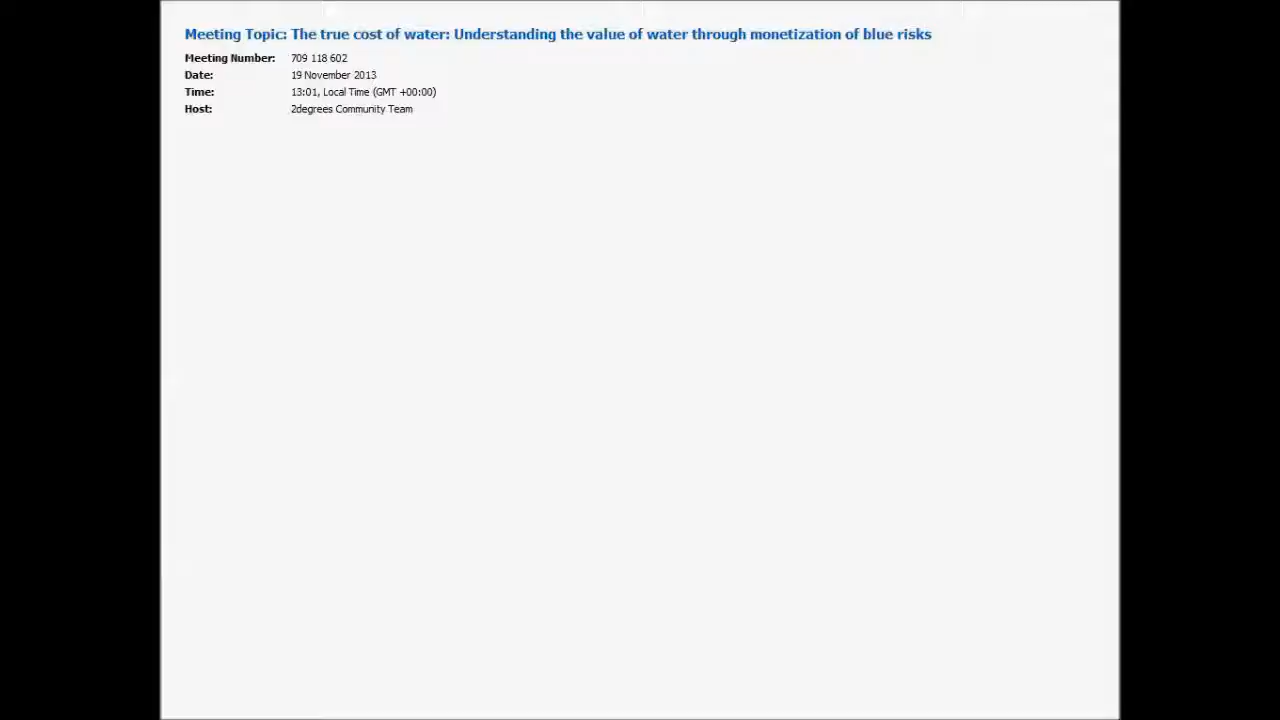 Meeting Topic: The true cost of water: Understanding the value of water through monetization of blue risks
Meeting Number: 709 118 602
Date: 19 November 2013
Time: 13:01, Local Time (GMT +00:00)
Host: 2degrees Community Team